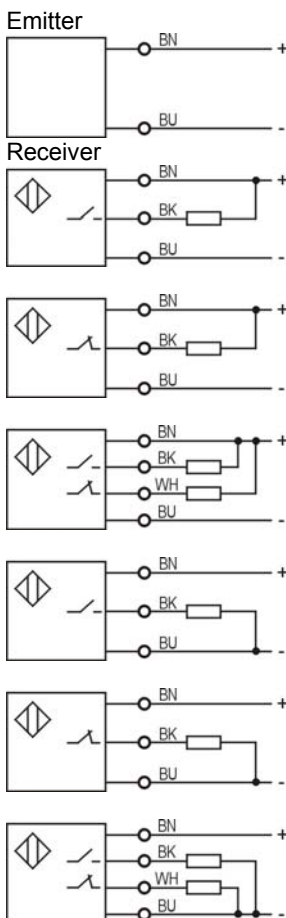 Emitter
BN +
BU -
Receiver
BN +
BK
BU -
BN +
BK
BU -
BN +
BK
WH
BU -
BN +
BK
BU -
BN +
BK
BU -
BN +
BK
WH
BU -